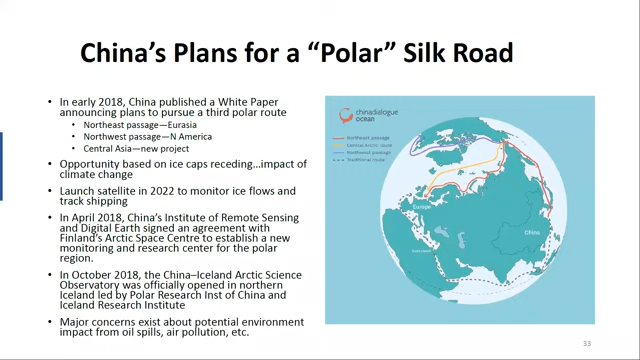 China's Plans for a “Polar” Silk Road
• In early 2018, China published a White Paper
announcing plans to pursue a third polar route
• Northeast passage—Eurasia
• Northwest passage—N America
• Central Asia—new project
• Opportunity based on ice caps receding…impact of
climate change
• Launch satellite in 2022 to monitor ice flows and
track shipping
• In April 2018, China's Institute of Remote Sensing
and Digital Earth signed an agreement with
Finland's Arctic Space Centre to establish a new
monitoring and research center for the polar
region.
• In October 2018, the China–Iceland Arctic Science
Observatory was officially opened in northern
Iceland led by Polar Research Inst of China and
Iceland Research Institute
• Major concerns exist about potential environment
impact from oil spills, air pollution, etc.
chinadialogue
ocean
Northeast passage
Central Arctic route
Northwest passage
Traditional route
Europe
China
Suez Canal
33